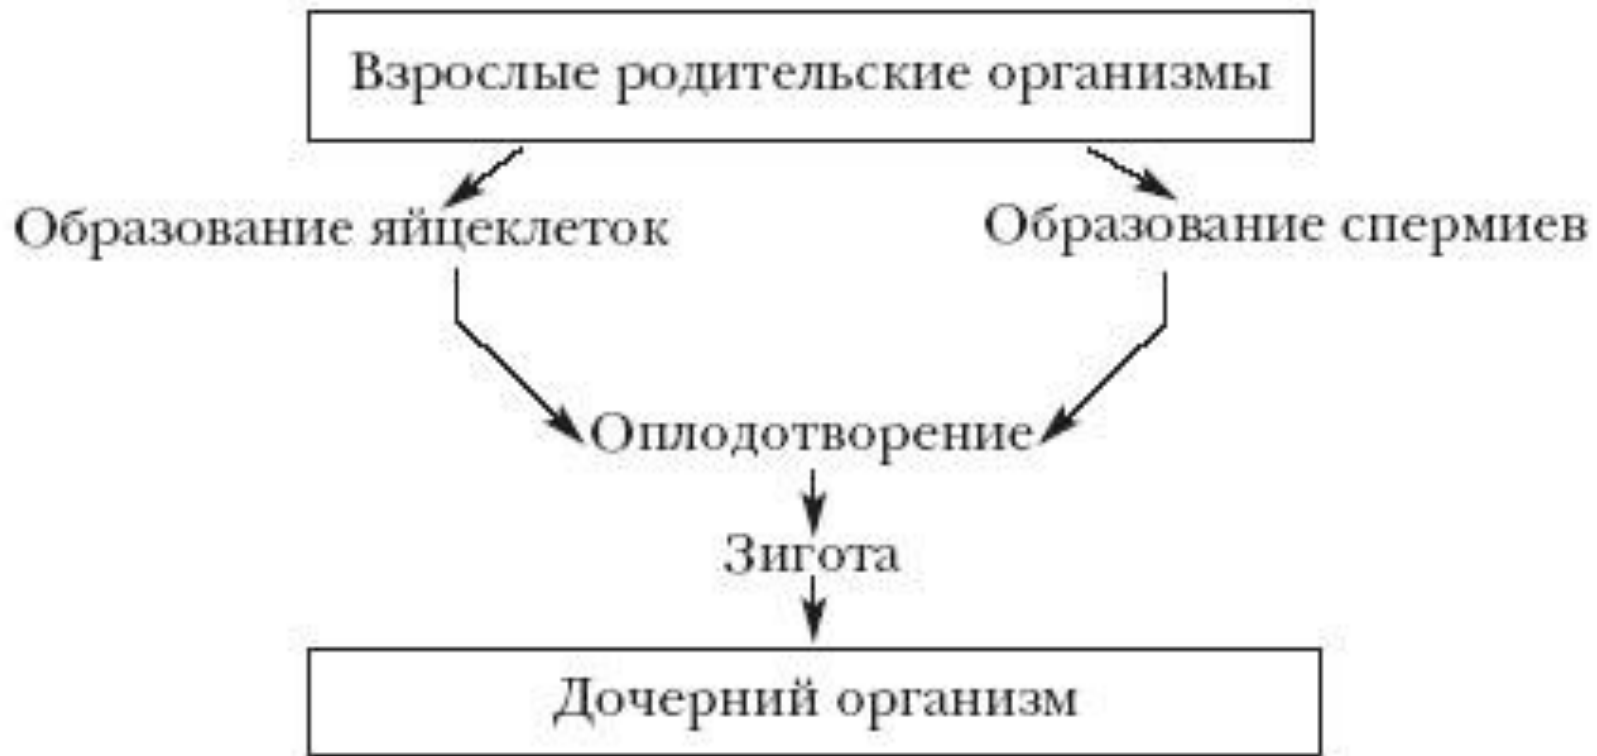 Взрослые родительские организмы
Образование яйцеклеток
Образование спермиев
Оплодотворение
Зигота
Дочерний организм